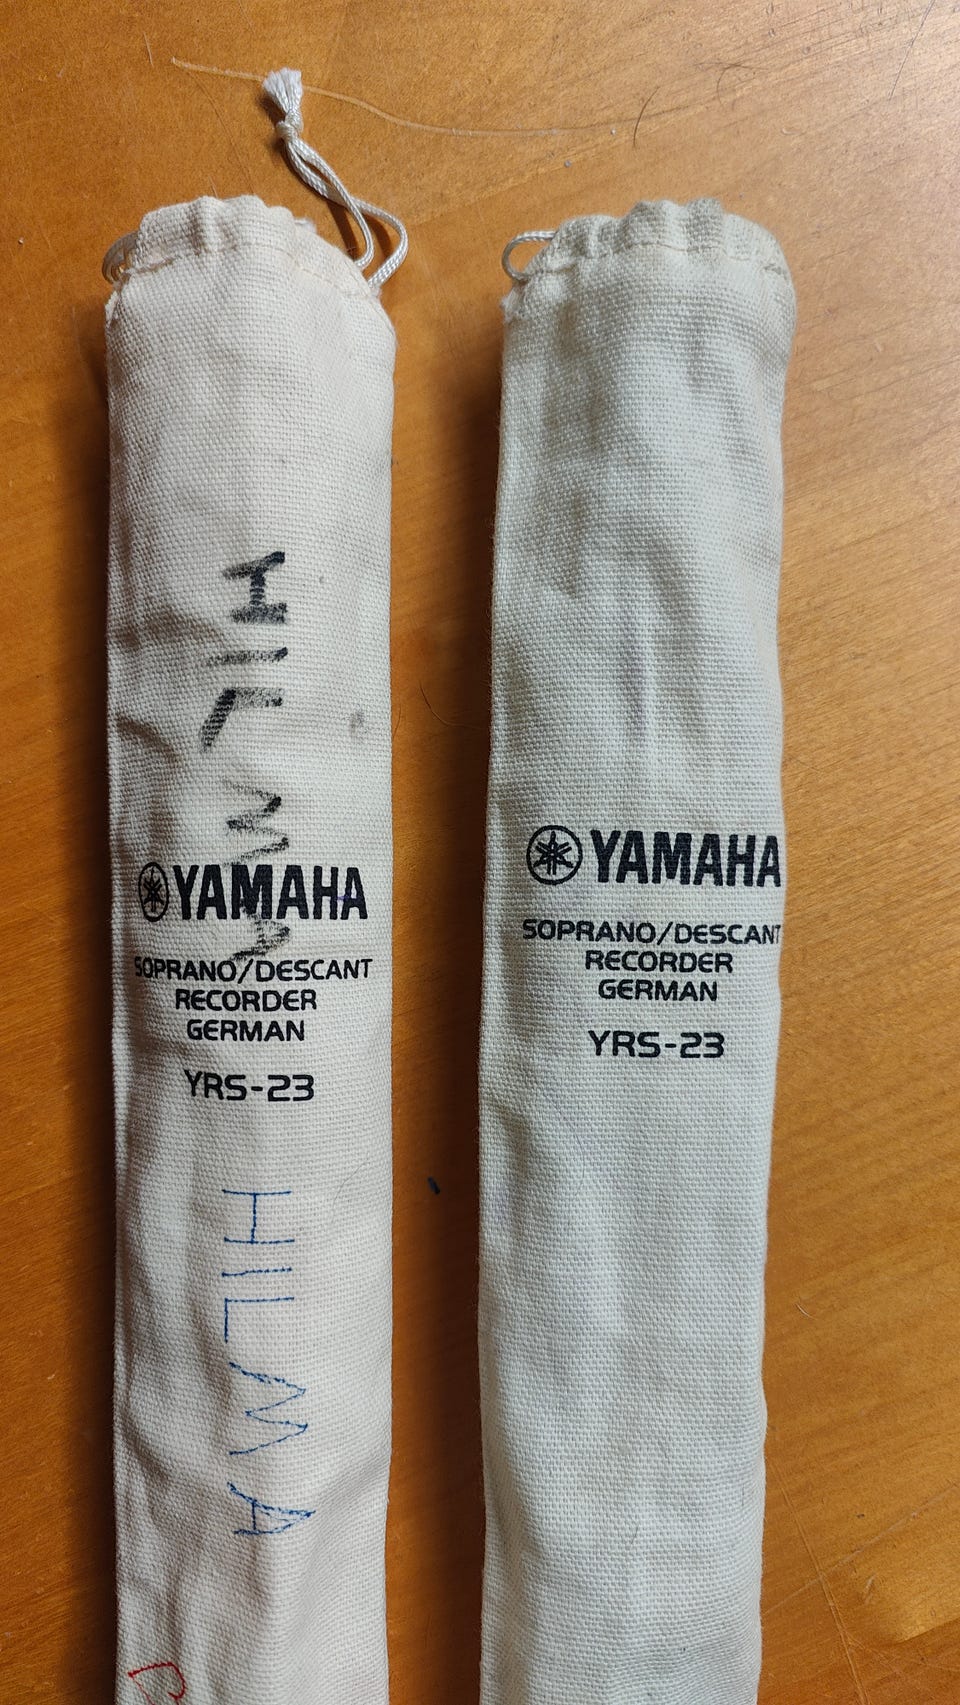 HILMA
YAMAHA
SOPRANO/DESCANT
RECORDER
GERMAN
YRS-23
HILMA
YAMAHA
SOPRANO/DESCANT
RECORDER
GERMAN
YRS-23